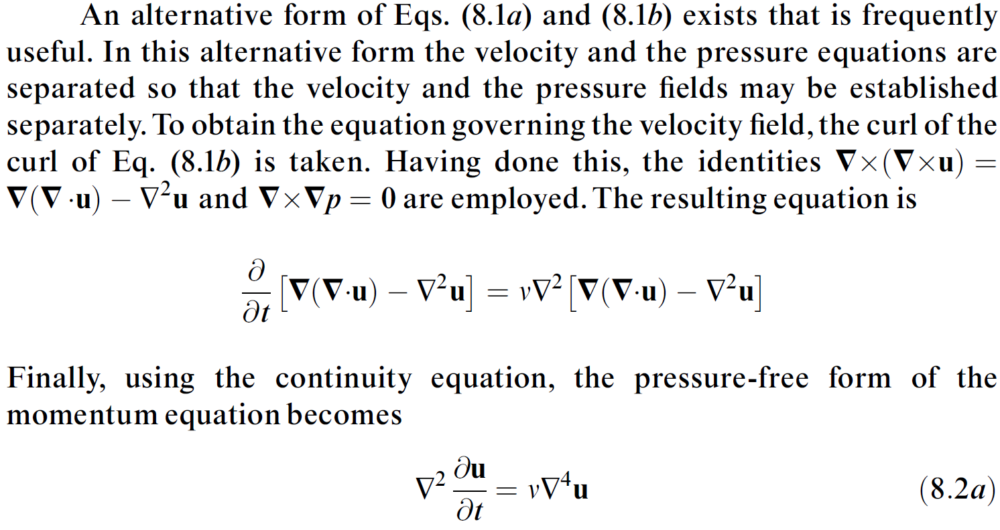 An alternative form of Eqs. (8.1a) and (8.1b) exists that is frequently
useful. In this alternative form the velocity and the pressure equations are
separated so that the velocity and the pressure fields may be established
separately. To obtain the equation governing the velocity field, the curl of the
curl of Eq. (8.1b) is taken. Having done this, the identities ∇×(∇×u) =
∇(∇·u) − ∇²u and ∇×∇p = 0 are employed. The resulting equation is
∂/∂t [∇(∇·u) − ∇²u] = ν∇²[∇(∇·u) − ∇²u]
Finally, using the continuity equation, the pressure-free form of the
momentum equation becomes
∇² ∂u/∂t = ν∇⁴u (8.2a)